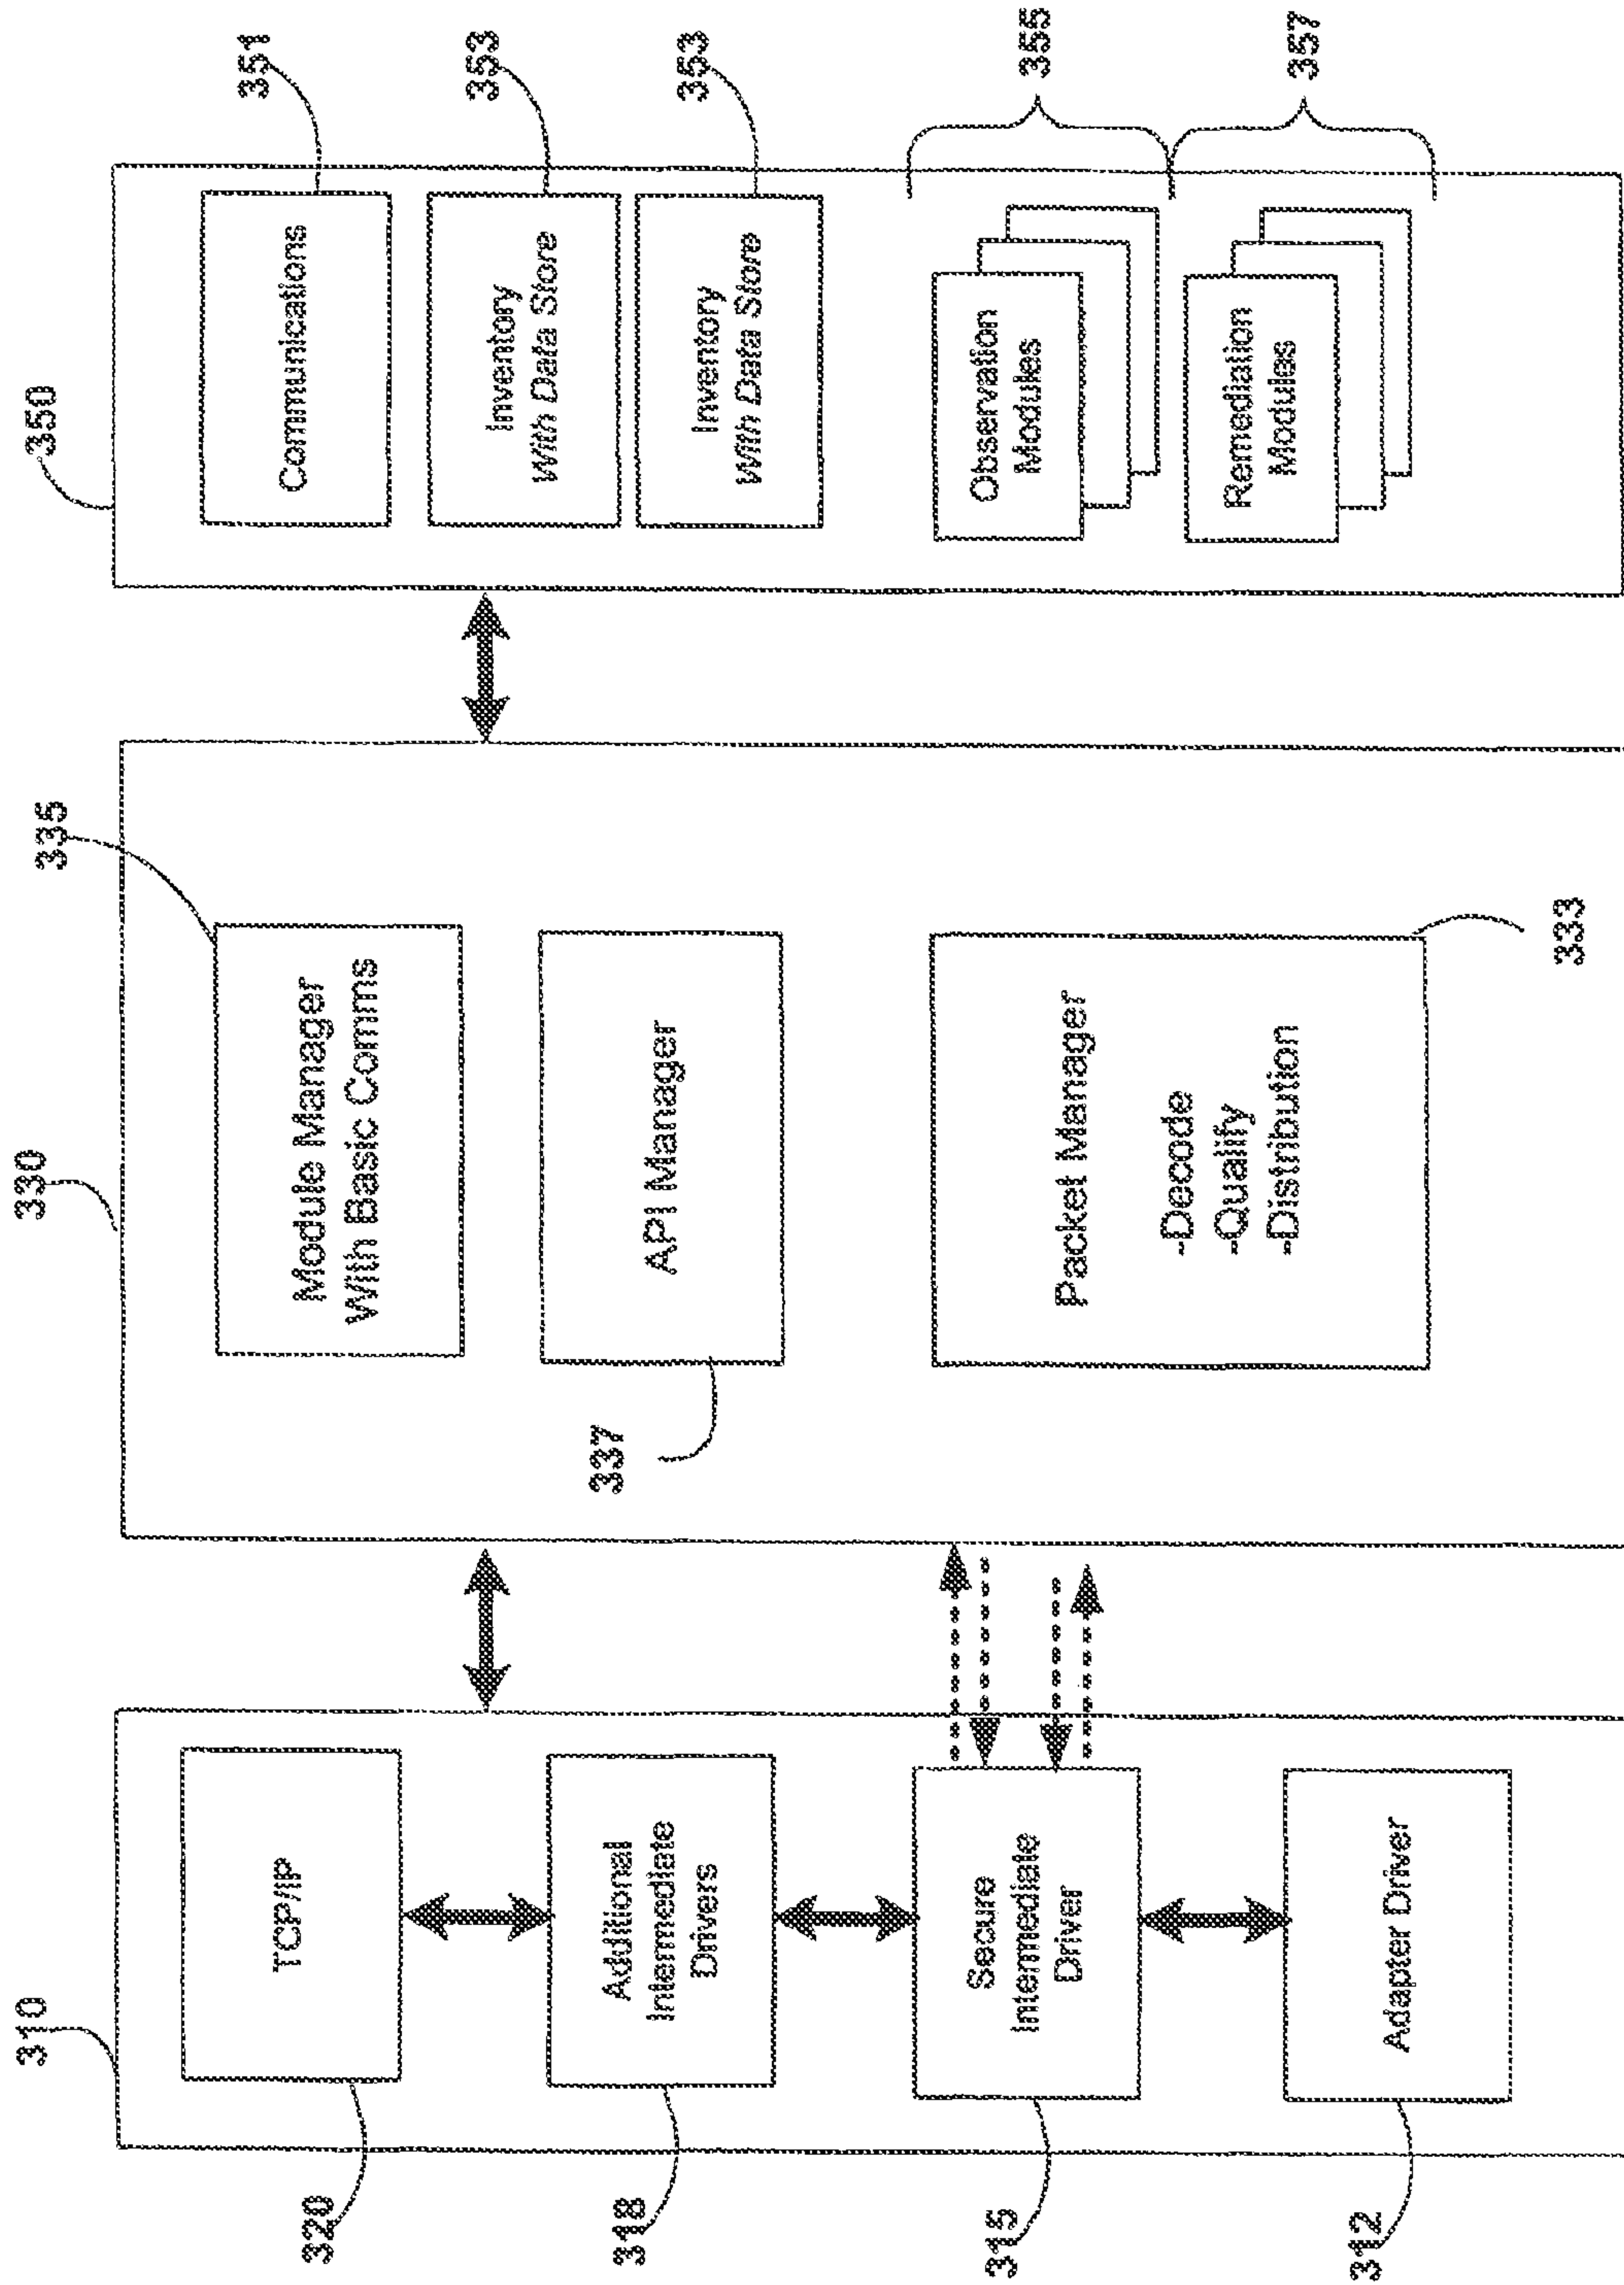 310
320
TCP/IP
318
Additional
Intermediate
Drivers
315
Secure
Intermediate
Driver
312
Adapter Driver
330
335
Module Manager
With Basic Comms
337
API Manager
Packet Manager
-Decode
-Qualify
-Distribution
333
350
351
Communications
353
Inventory
With Data Store
353
Inventory
With Data Store
355
Observation
Modules
357
Remediation
Modules